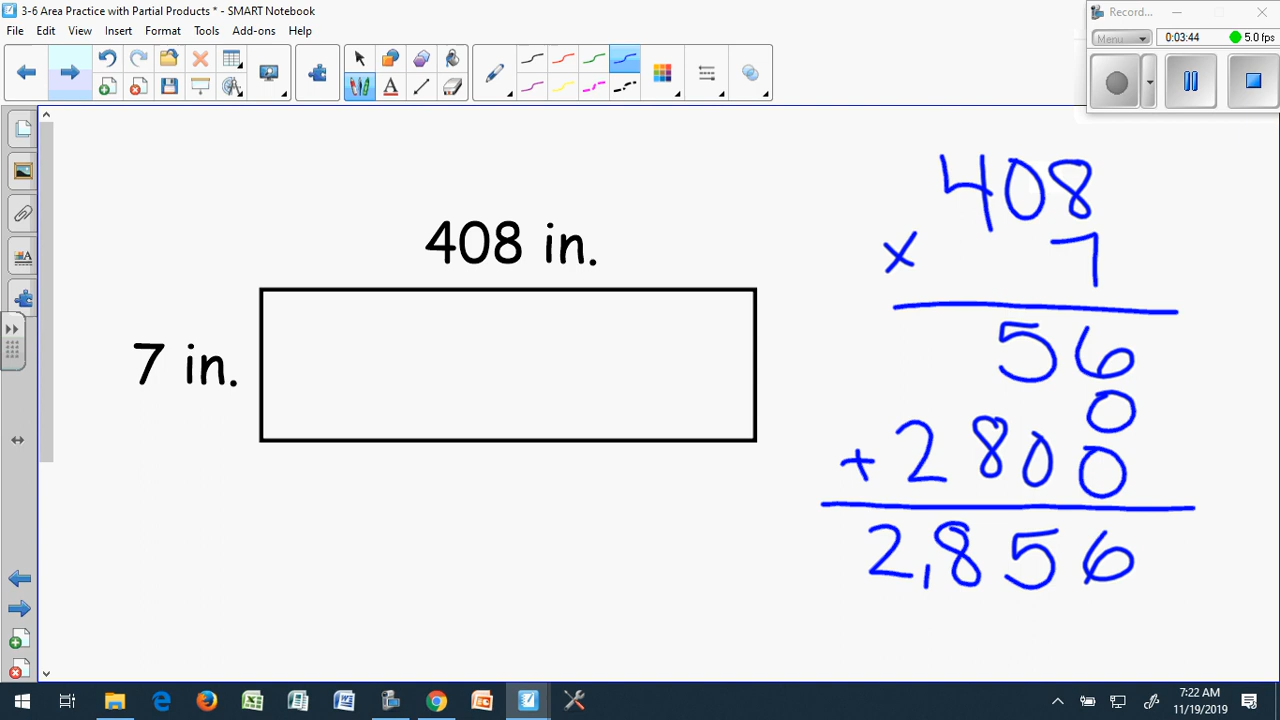 3-6 Area Practice with Partial Products * - SMART Notebook
File Edit View Insert Format Tools Add-ons Help
Record...
Menu
0:03:44
5.0 fps
408 in.
7 in.
408
x 7
56
0
+ 2800
2,856
7:22 AM
11/19/2019